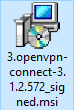 3.openvpn-
connect-3.
1.2.572_sig
ned.msi